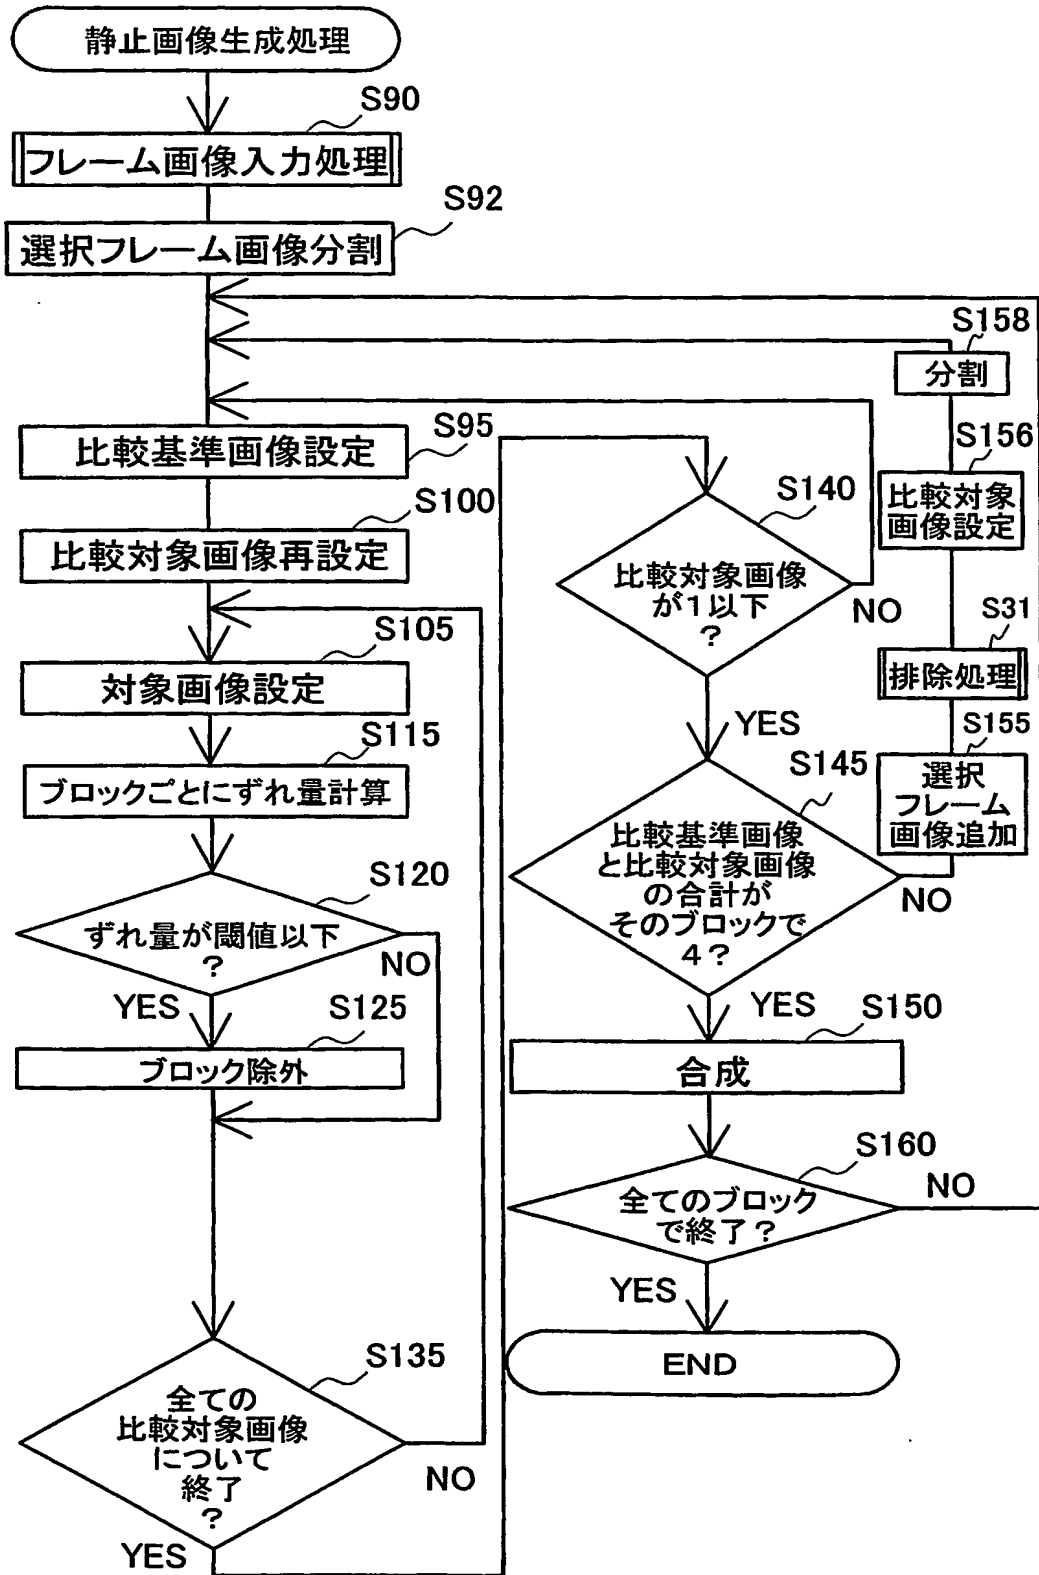 静止画像生成処理
S90
フレーム画像入力処理
S92
選択フレーム画像分割
S95
比較基準画像設定
S100
比較対象画像再設定
S105
対象画像設定
S115
ブロックごとにずれ量計算
S120
ずれ量が閾値以下
?
NO
YES
S125
ブロック除外
S135
全ての
比較対象画像
について
終了
?
NO
YES
S140
比較対象画像
が1以下
?
NO
YES
S145
比較基準画像
と比較対象画像
の合計が
そのブロックで
4?
NO
YES
S158
分割
S156
比較対象
画像設定
S31
排除処理
S155
選択
フレーム
画像追加
S150
合成
S160
全てのブロック
で終了?
NO
YES
END